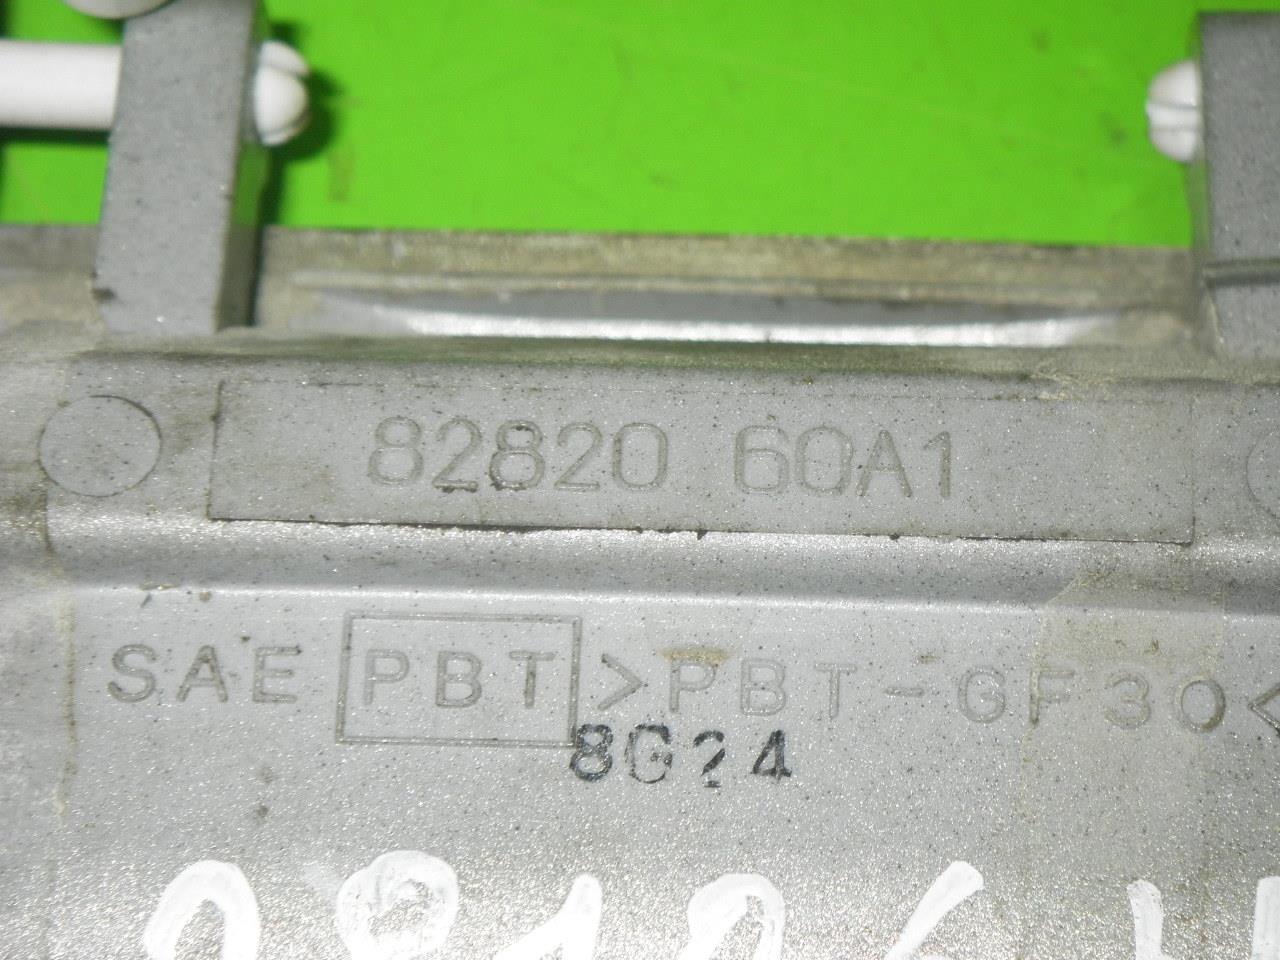 82820 60A1
SAE PBT >PBT-GF30<
8G24